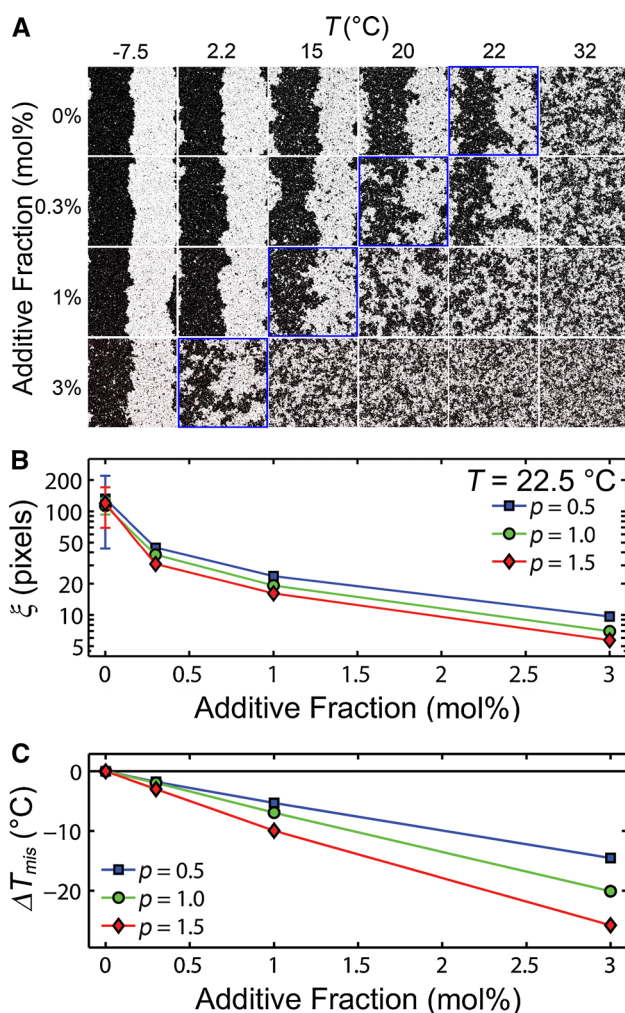 A
T (°C)
-7.5 2.2 15 20 22 32
Additive Fraction (mol%)
0%
0.3%
1%
3%
B
T = 22.5 °C
p = 0.5
p = 1.0
p = 1.5
ξ (pixels)
200
100
50
20
10
5
0 0.5 1 1.5 2 2.5 3
Additive Fraction (mol%)
C
ΔTmis (°C)
0
−10
−20
p = 0.5
p = 1.0
p = 1.5
0 0.5 1 1.5 2 2.5 3
Additive Fraction (mol%)